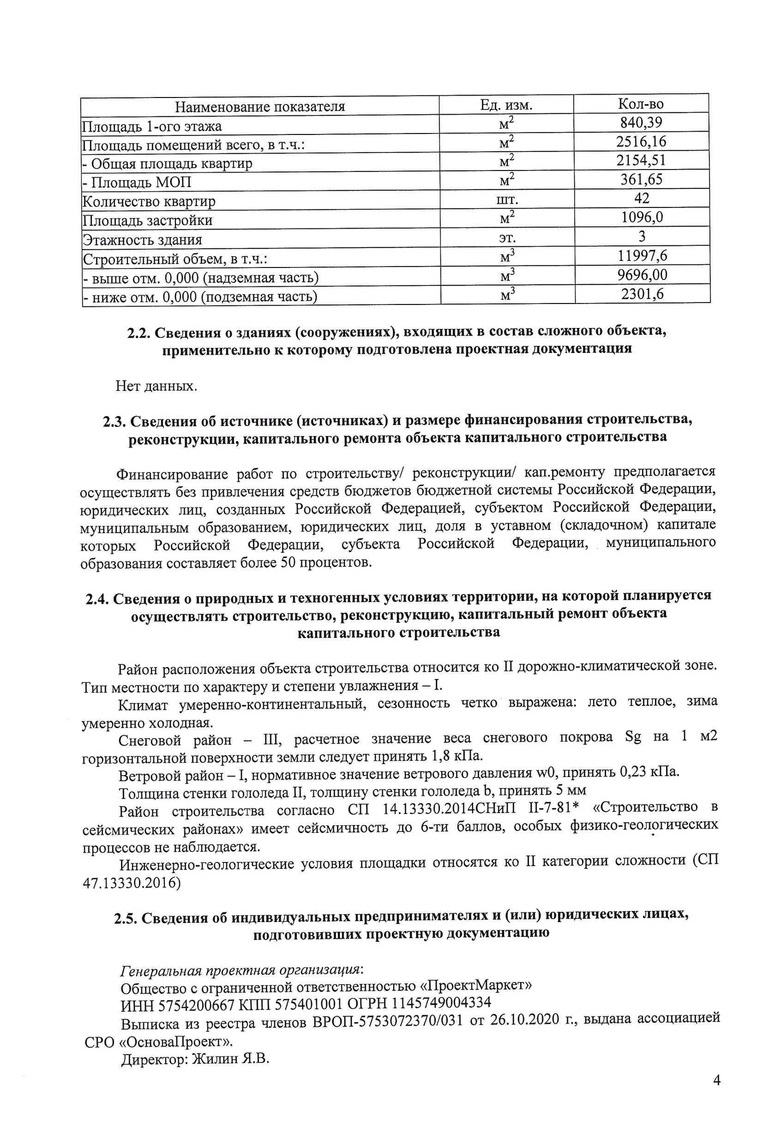 Наименование показателя Ед. изм. Кол-во
Площадь 1-ого этажа м² 840,39
Площадь помещений всего, в т.ч.: м² 2516,16
- Общая площадь квартир м² 2154,51
- Площадь МОП м² 361,65
Количество квартир шт. 42
Площадь застройки м² 1096,0
Этажность здания эт. 3
Строительный объем, в т.ч.: м³ 11997,6
- выше отм. 0,000 (надземная часть) м³ 9696,00
- ниже отм. 0,000 (подземная часть) м³ 2301,6
2.2. Сведения о зданиях (сооружениях), входящих в состав сложного объекта,
применительно к которому подготовлена проектная документация
Нет данных.
2.3. Сведения об источнике (источниках) и размере финансирования строительства,
реконструкции, капитального ремонта объекта капитального строительства
Финансирование работ по строительству/ реконструкции/ кап.ремонту предполагается
осуществлять без привлечения средств бюджетов бюджетной системы Российской Федерации,
юридических лиц, созданных Российской Федерацией, субъектом Российской Федерации,
муниципальным образованием, юридических лиц, доля в уставном (складочном) капитале
которых Российской Федерации, субъекта Российской Федерации, муниципального
образования составляет более 50 процентов.
2.4. Сведения о природных и техногенных условиях территории, на которой планируется
осуществлять строительство, реконструкцию, капитальный ремонт объекта
капитального строительства
Район расположения объекта строительства относится ко II дорожно-климатической зоне.
Тип местности по характеру и степени увлажнения – I.
Климат умеренно-континентальный, сезонность четко выражена: лето теплое, зима
умеренно холодная.
Снеговой район – III, расчетное значение веса снегового покрова Sg на 1 м2
горизонтальной поверхности земли следует принять 1,8 кПа.
Ветровой район – I, нормативное значение ветрового давления w0, принять 0,23 кПа.
Толщина стенки гололеда II, толщину стенки гололеда b, принять 5 мм
Район строительства согласно СП 14.13330.2014СНиП II-7-81* «Строительство в
сейсмических районах» имеет сейсмичность до 6-ти баллов, особых физико-геологических
процессов не наблюдается.
Инженерно-геологические условия площадки относятся ко II категории сложности (СП
47.13330.2016)
2.5. Сведения об индивидуальных предпринимателях и (или) юридических лицах,
подготовивших проектную документацию
Генеральная проектная организация:
Общество с ограниченной ответственностью «ПроектМаркет»
ИНН 5754200667 КПП 575401001 ОГРН 1145749004334
Выписка из реестра членов ВРОП-5753072370/031 от 26.10.2020 г., выдана ассоциацией
СРО «ОсноваПроект».
Директор: Жилин Я.В.
4